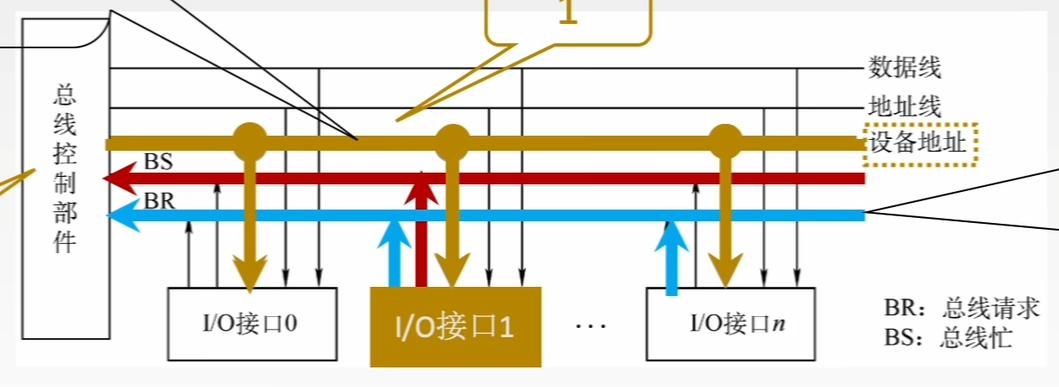 1
数据线
地址线
设备地址
总线控制部件
BS
BR
I/O接口0
I/O接口1
...
I/O接口n
BR：总线请求
BS：总线忙